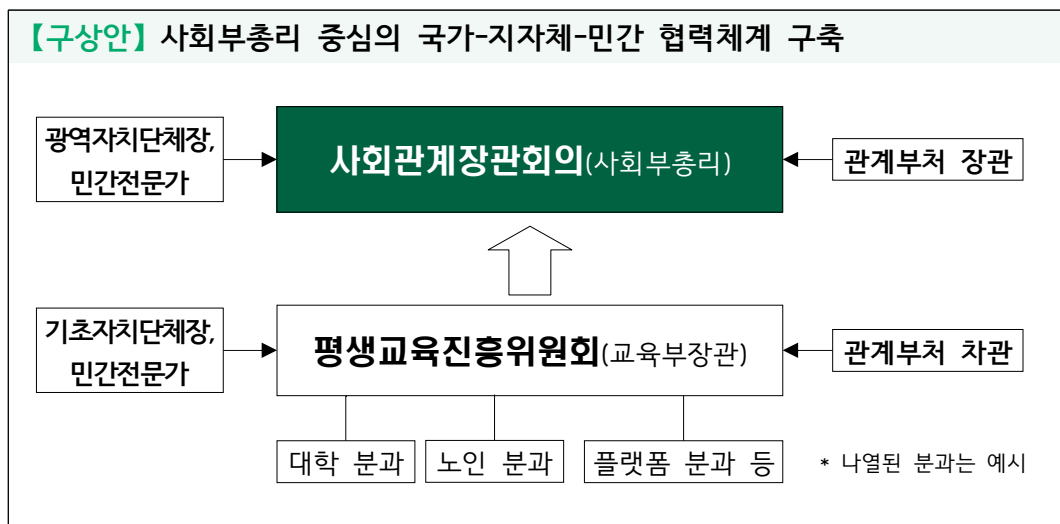 【구상안】 사회부총리 중심의 국가-지자체-민간 협력체계 구축
광역자치단체장,
민간전문가
사회관계장관회의(사회부총리)
관계부처 장관
기초자치단체장,
민간전문가
평생교육진흥위원회(교육부장관)
관계부처 차관
대학 분과
노인 분과
플랫폼 분과 등
* 나열된 분과는 예시